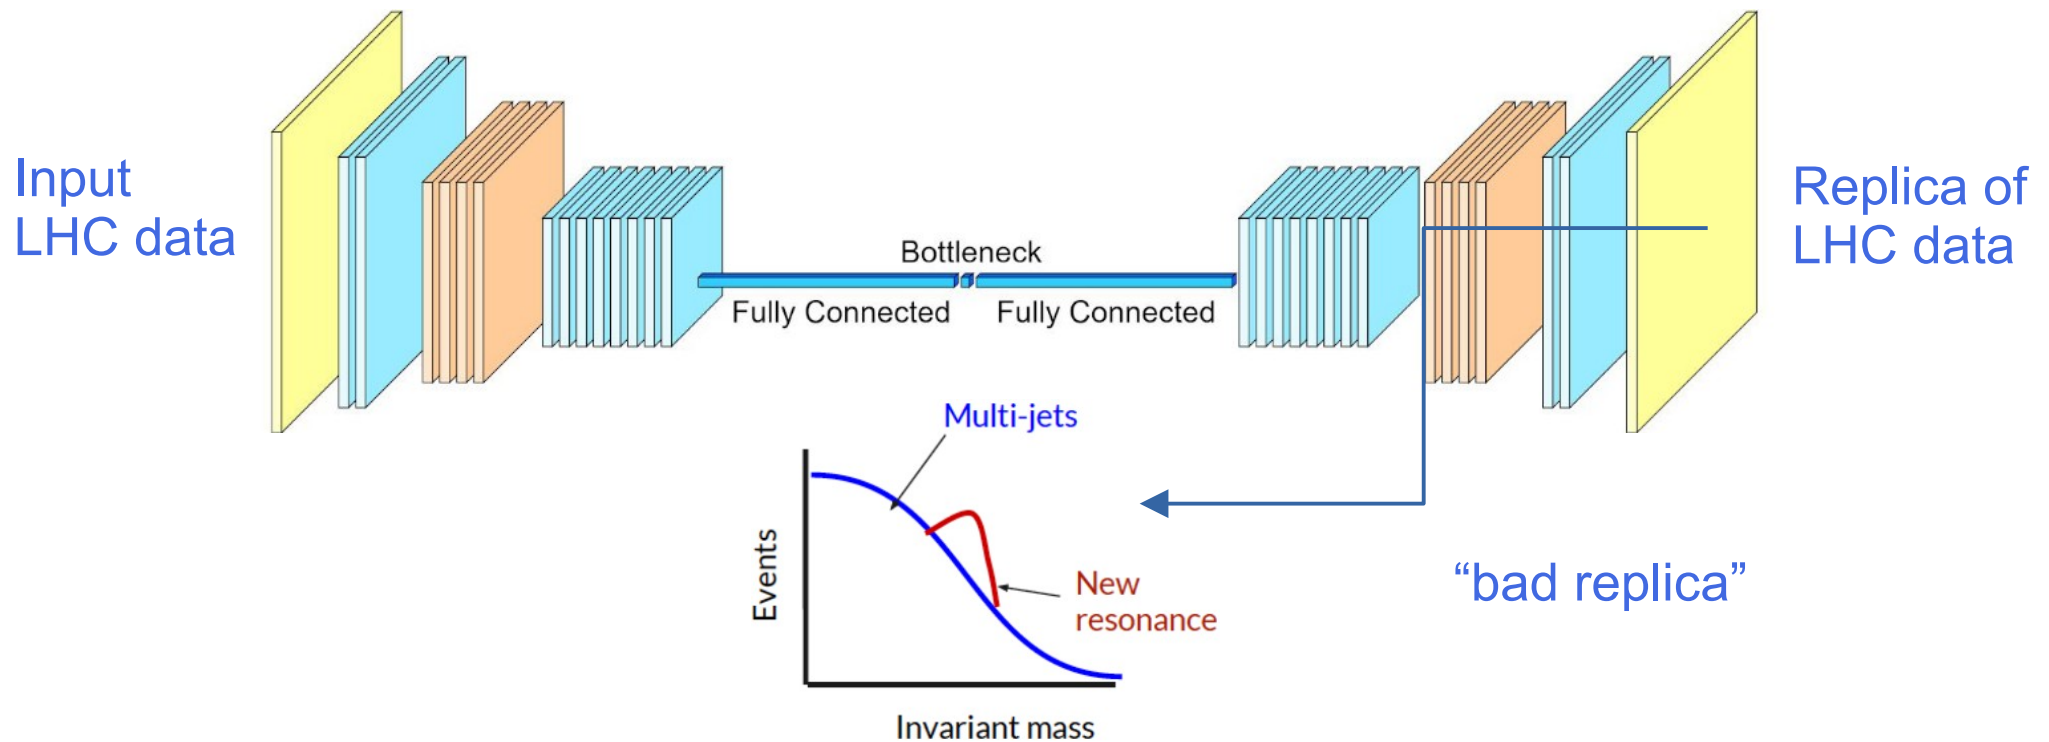 Input
LHC data
Replica of
LHC data
Bottleneck
Fully Connected
Fully Connected
Multi-jets
New
resonance
“bad replica”
Events
Invariant mass